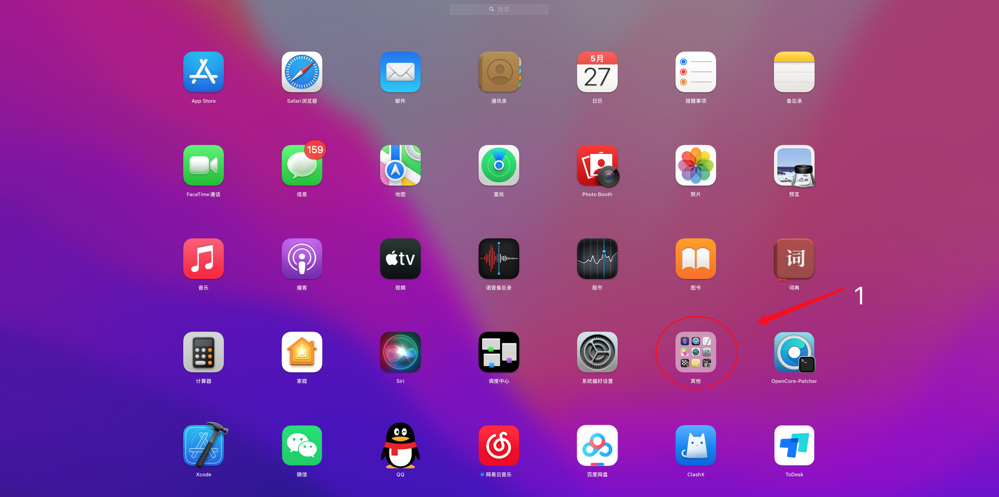 搜索
5月
27
App Store
Safari浏览器
邮件
通讯录
日历
提醒事项
备忘录
159
FaceTime通话
信息
地图
查找
Photo Booth
照片
预览
tv
词
音乐
播客
视频
语音备忘录
股市
图书
词典
1
>_
计算器
家庭
Siri
调度中心
系统偏好设置
其他
OpenCore-Patcher
Xcode
微信
QQ
网易云音乐
百度网盘
ClashX
ToDesk